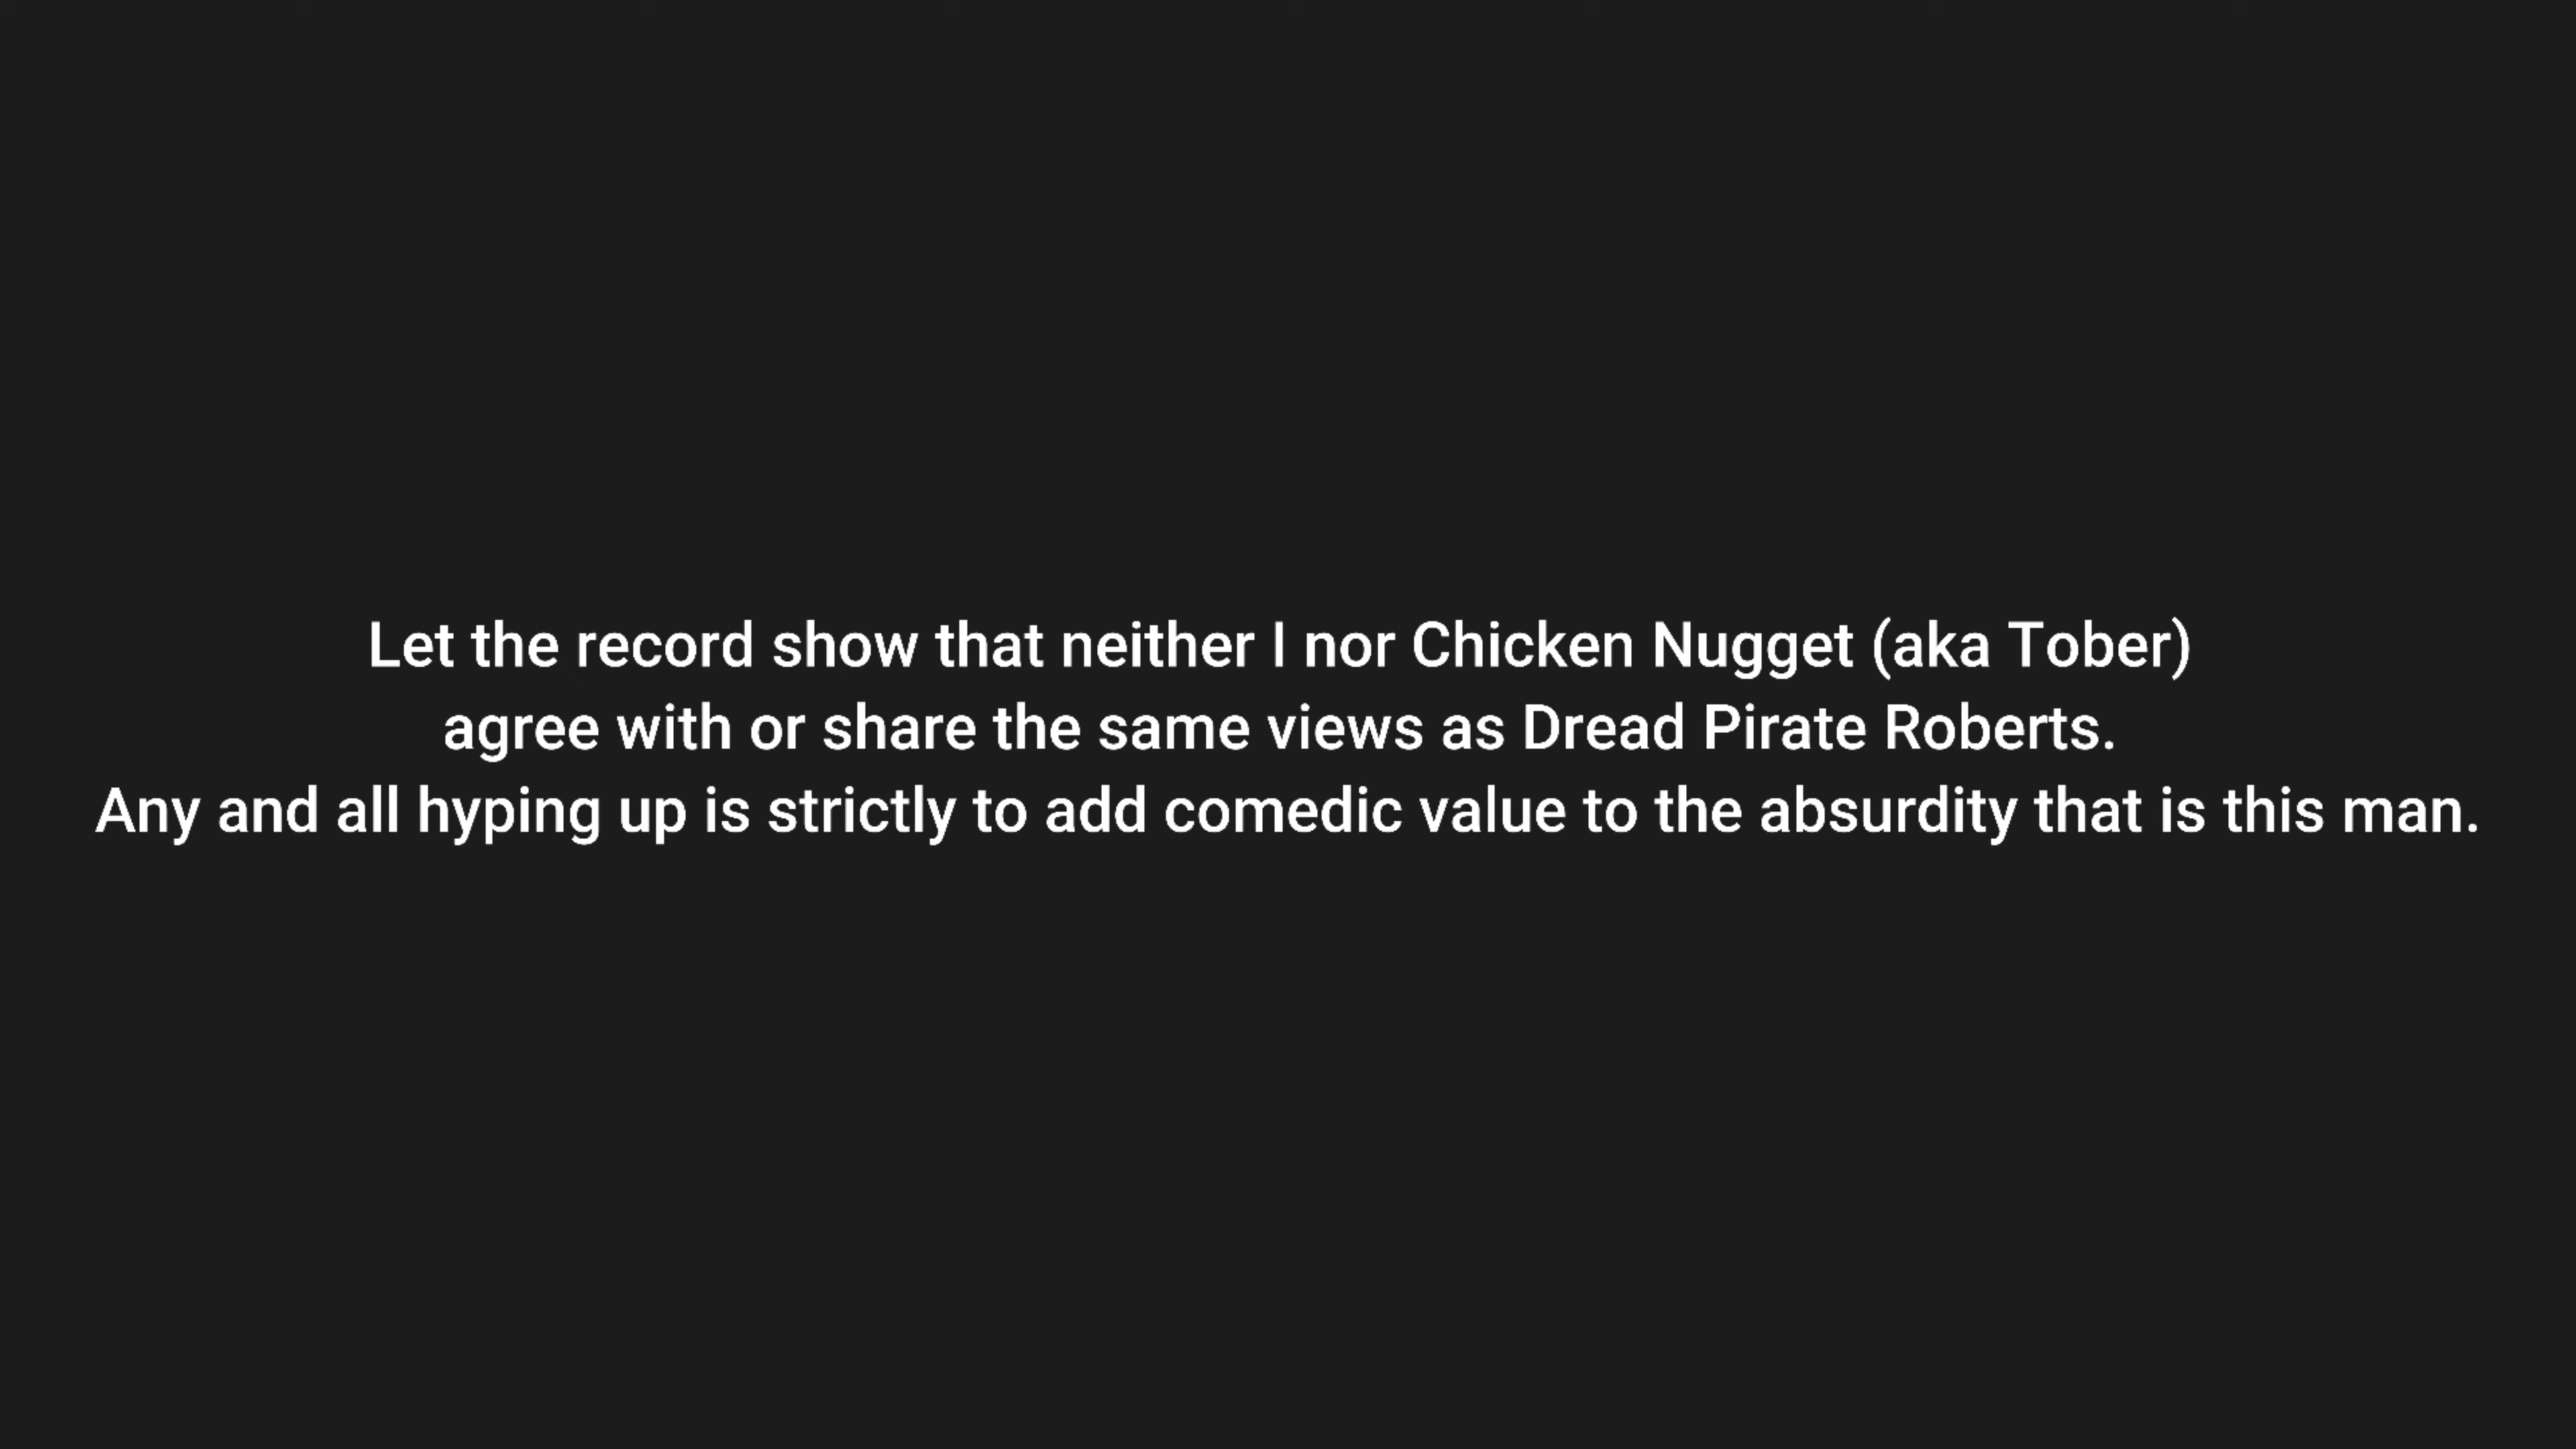 Let the record show that neither I nor Chicken Nugget (aka Tober)
agree with or share the same views as Dread Pirate Roberts.
Any and all hyping up is strictly to add comedic value to the absurdity that is this man.